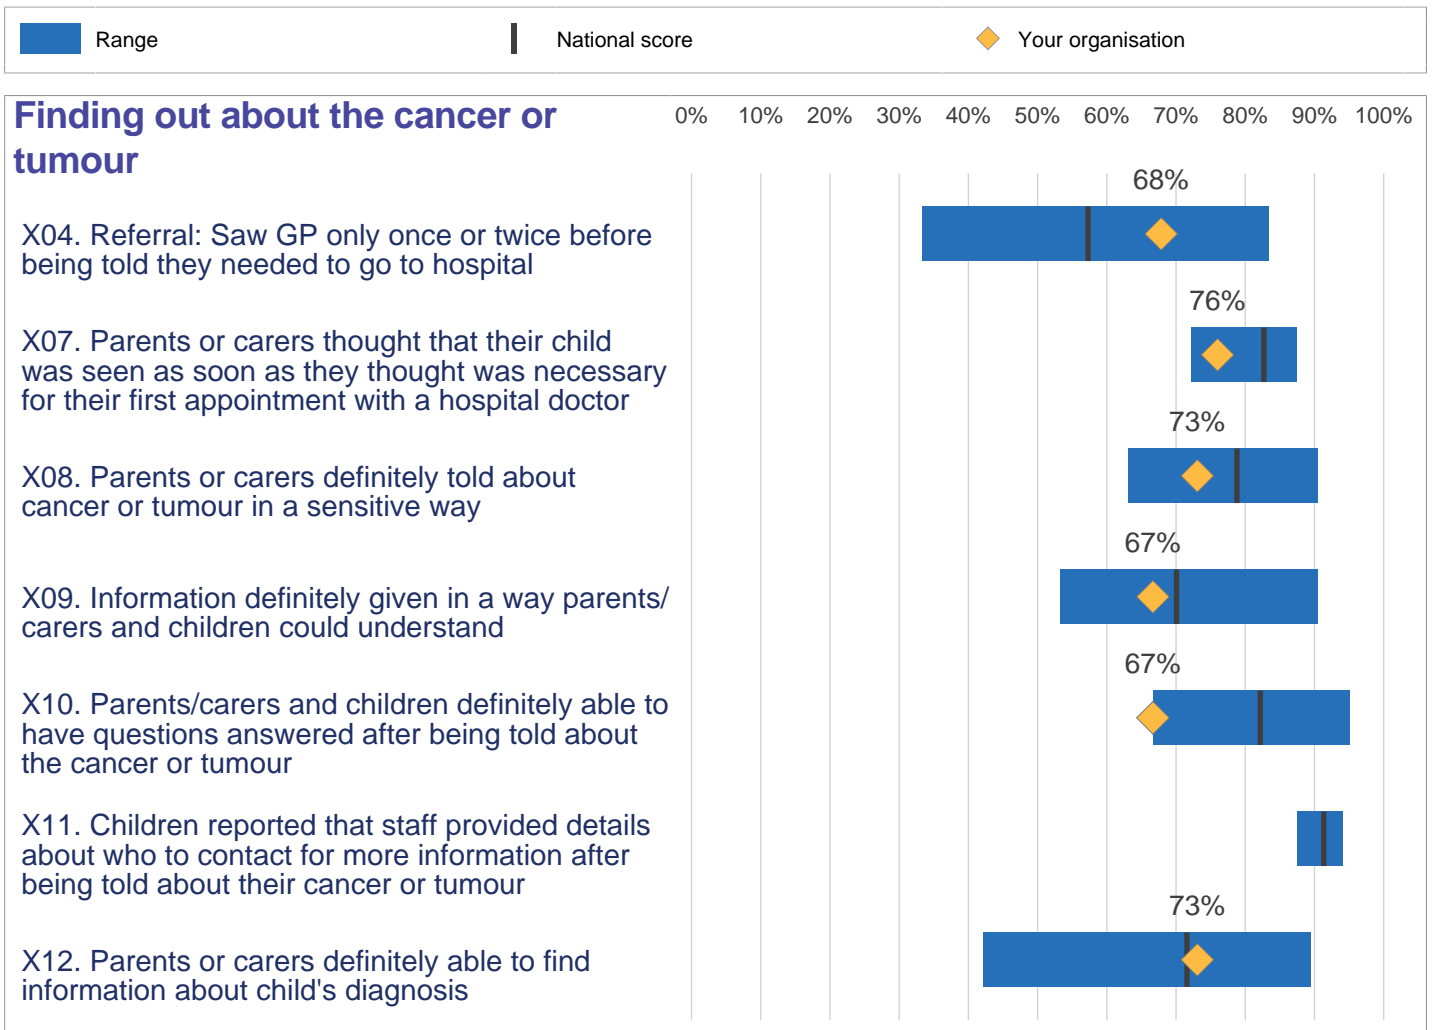 Range
National score
Your organisation
Finding out about the cancer or
tumour
0% 10% 20% 30% 40% 50% 60% 70% 80% 90% 100%
68%
X04. Referral: Saw GP only once or twice before
being told they needed to go to hospital
76%
X07. Parents or carers thought that their child
was seen as soon as they thought was necessary
for their first appointment with a hospital doctor
73%
X08. Parents or carers definitely told about
cancer or tumour in a sensitive way
67%
X09. Information definitely given in a way parents/
carers and children could understand
67%
X10. Parents/carers and children definitely able to
have questions answered after being told about
the cancer or tumour
X11. Children reported that staff provided details
about who to contact for more information after
being told about their cancer or tumour
73%
X12. Parents or carers definitely able to find
information about child's diagnosis